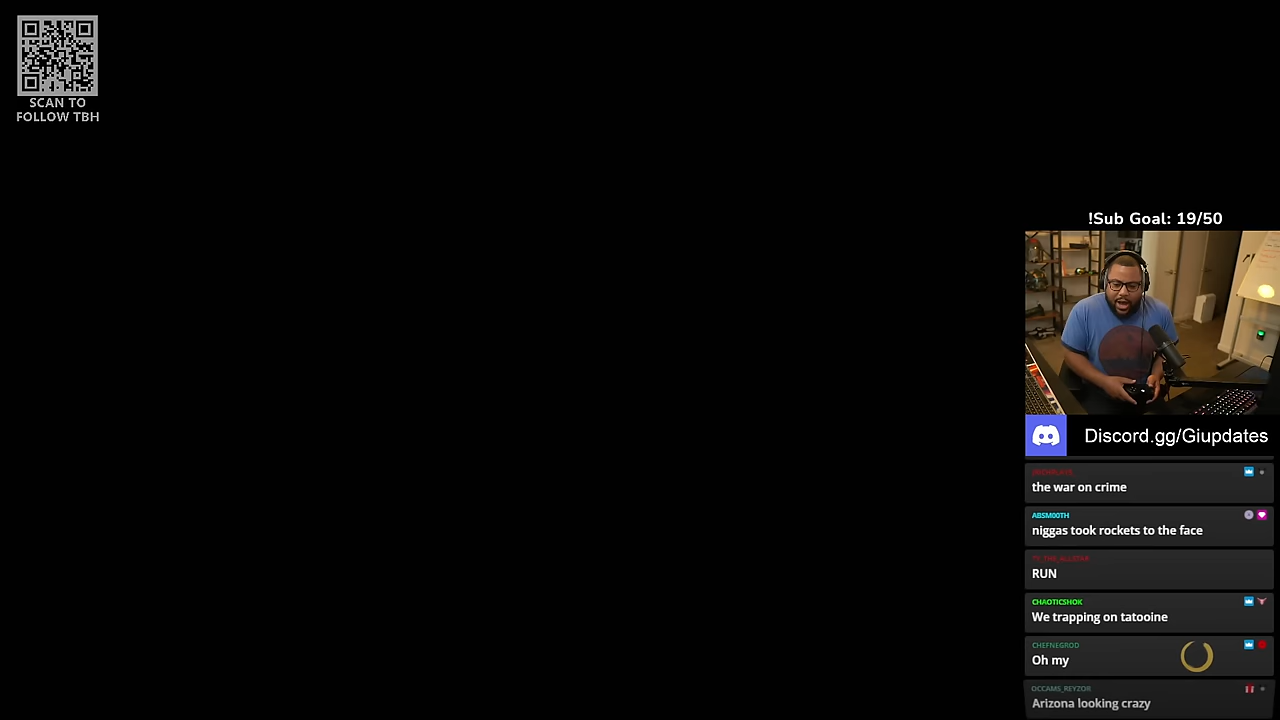 SCAN TO
FOLLOW TBH
!Sub Goal: 19/50
Discord.gg/Giupdates
the war on crime
ABSM00TH
niggas took rockets to the face
RUN
CHAOTICSHOK
We trapping on tatooine
CHEFNEGROD
Oh my
OCCAMS_REYZOR
Arizona looking crazy